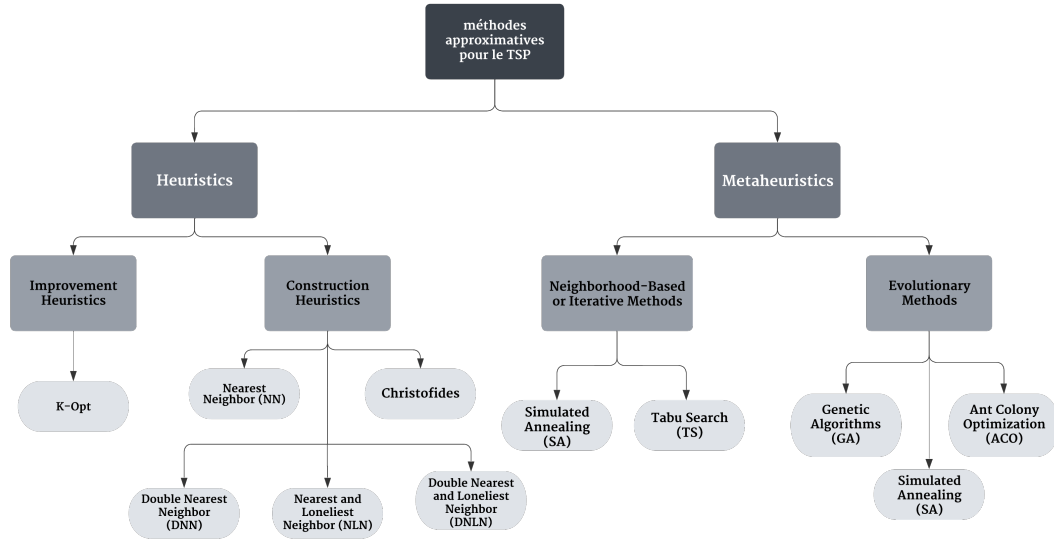 méthodes
approximatives
pour le TSP
Heuristics
Metaheuristics
Improvement
Heuristics
Construction
Heuristics
Neighborhood-Based
or Iterative Methods
Evolutionary
Methods
K-Opt
Nearest
Neighbor (NN)
Christofides
Simulated
Annealing
(SA)
Tabu Search
(TS)
Genetic
Algorithms
(GA)
Ant Colony
Optimization
(ACO)
Double Nearest
Neighbor
(DNN)
Nearest and
Loneliest
Neighbor (NLN)
Double Nearest
and Loneliest
Neighbor
(DNLN)
Simulated
Annealing
(SA)